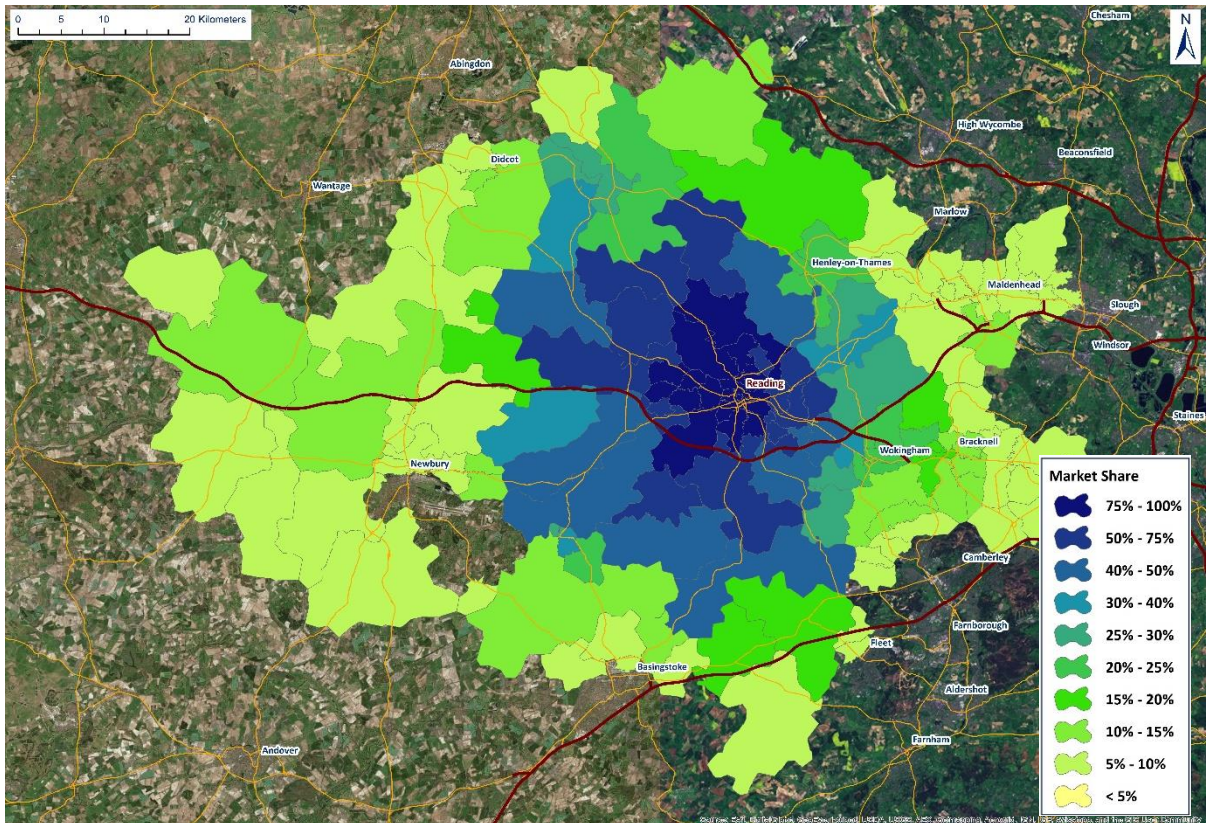 0 5 10 20 Kilometers
N
Chesham
Abingdon
High Wycombe
Beaconsfield
Didcot
Wantage
Marlow
Henley-on-Thames
Maidenhead
Slough
Windsor
Reading
Staines
Wokingham
Bracknell
Newbury
Camberley
Farnborough
Fleet
Basingstoke
Aldershot
Farnham
Andover
Market Share
75% - 100%
50% - 75%
40% - 50%
30% - 40%
25% - 30%
20% - 25%
15% - 20%
10% - 15%
5% - 10%
< 5%